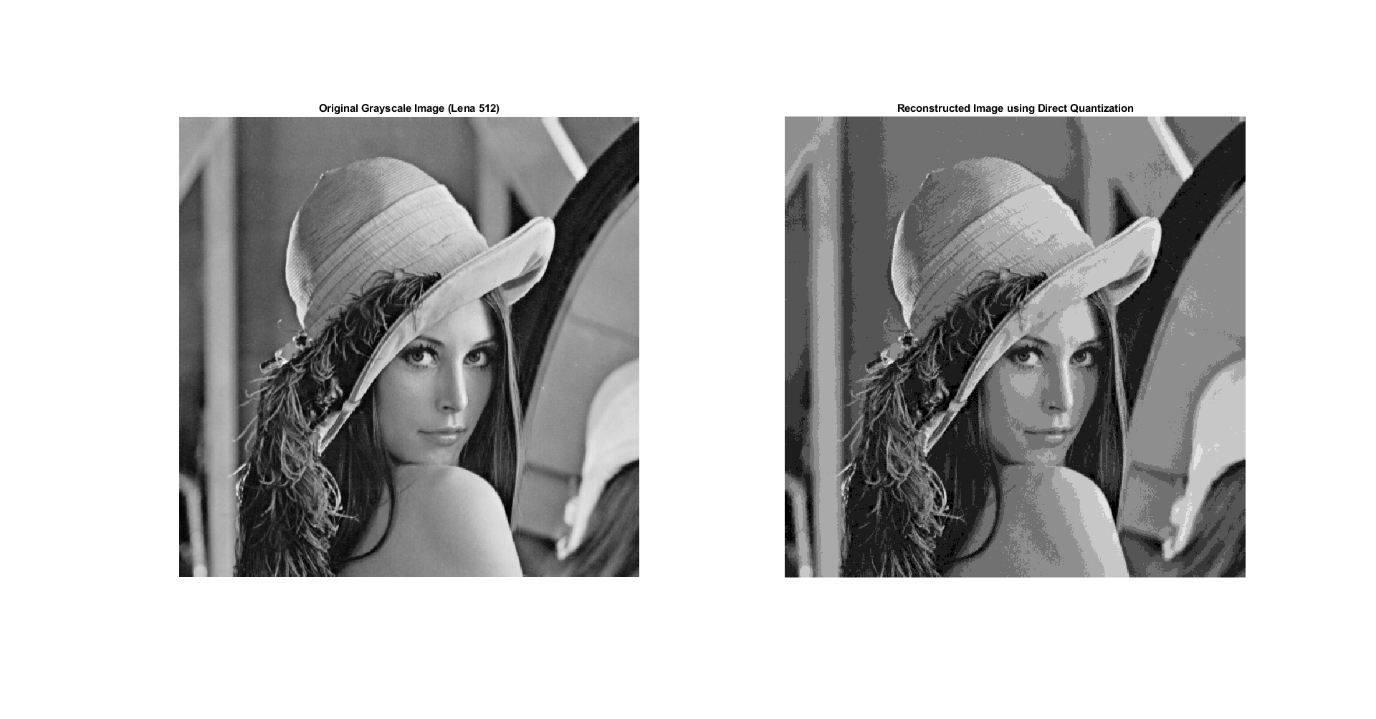 Original Grayscale Image (Lena 512)
Reconstructed Image using Direct Quantization